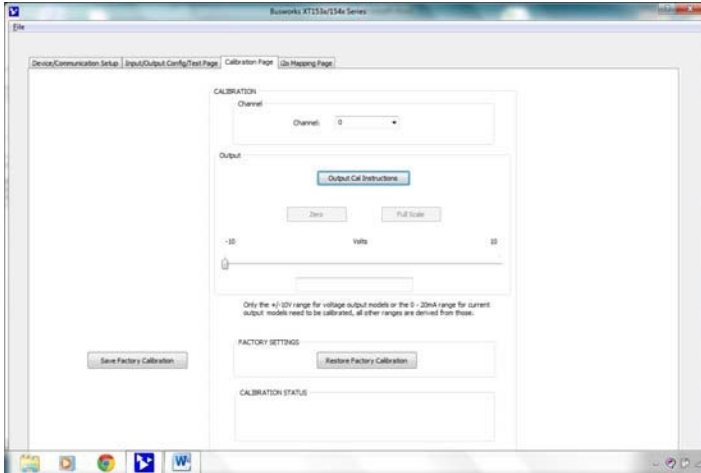 Busworks XT153x/154x Series
File
Device/Communication Setup
Input/Output Config/Test Page
Calibration Page
i2o Mapping Page
CALIBRATION
Channel
Channel: 0
Output
Output Cal Instructions
Zero
Full Scale
-10 Volts 10
Only the +/-10V range for voltage output models or the 0 - 20mA range for current
output models need to be calibrated, all other ranges are derived from those.
FACTORY SETTINGS
Save Factory Calibration
Restore Factory Calibration
CALIBRATION STATUS
W